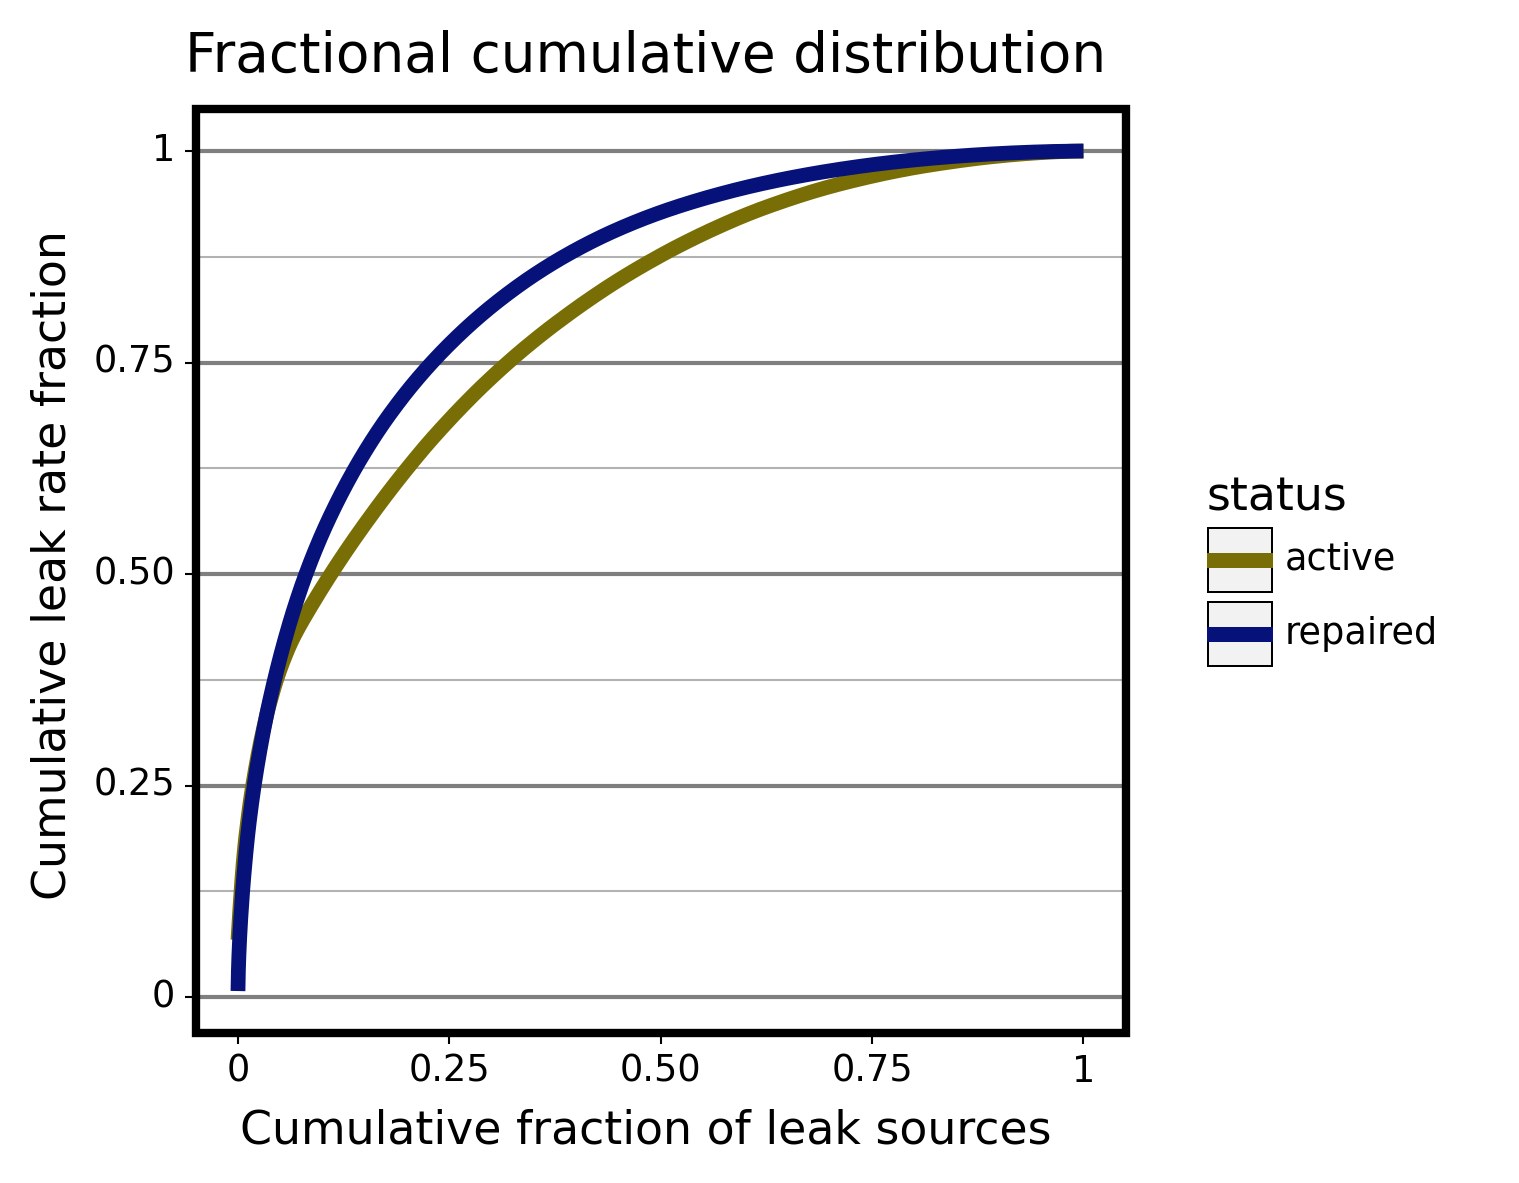 Fractional cumulative distribution
Cumulative leak rate fraction
1
0.75
0.50
0.25
0
0 0.25 0.50 0.75 1
Cumulative fraction of leak sources
status
active
repaired